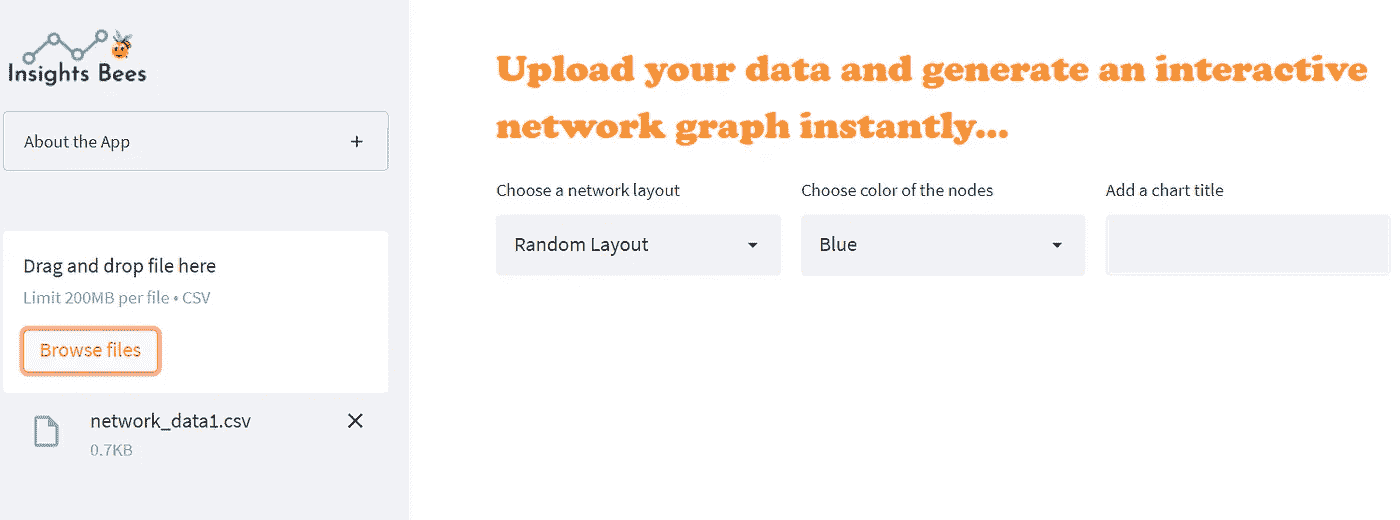 Insights Bees
About the App
Drag and drop file here
Limit 200MB per file • CSV
Browse files
network_data1.csv
0.7KB
Upload your data and generate an interactive
network graph instantly...
Choose a network layout
Random Layout
Choose color of the nodes
Blue
Add a chart title